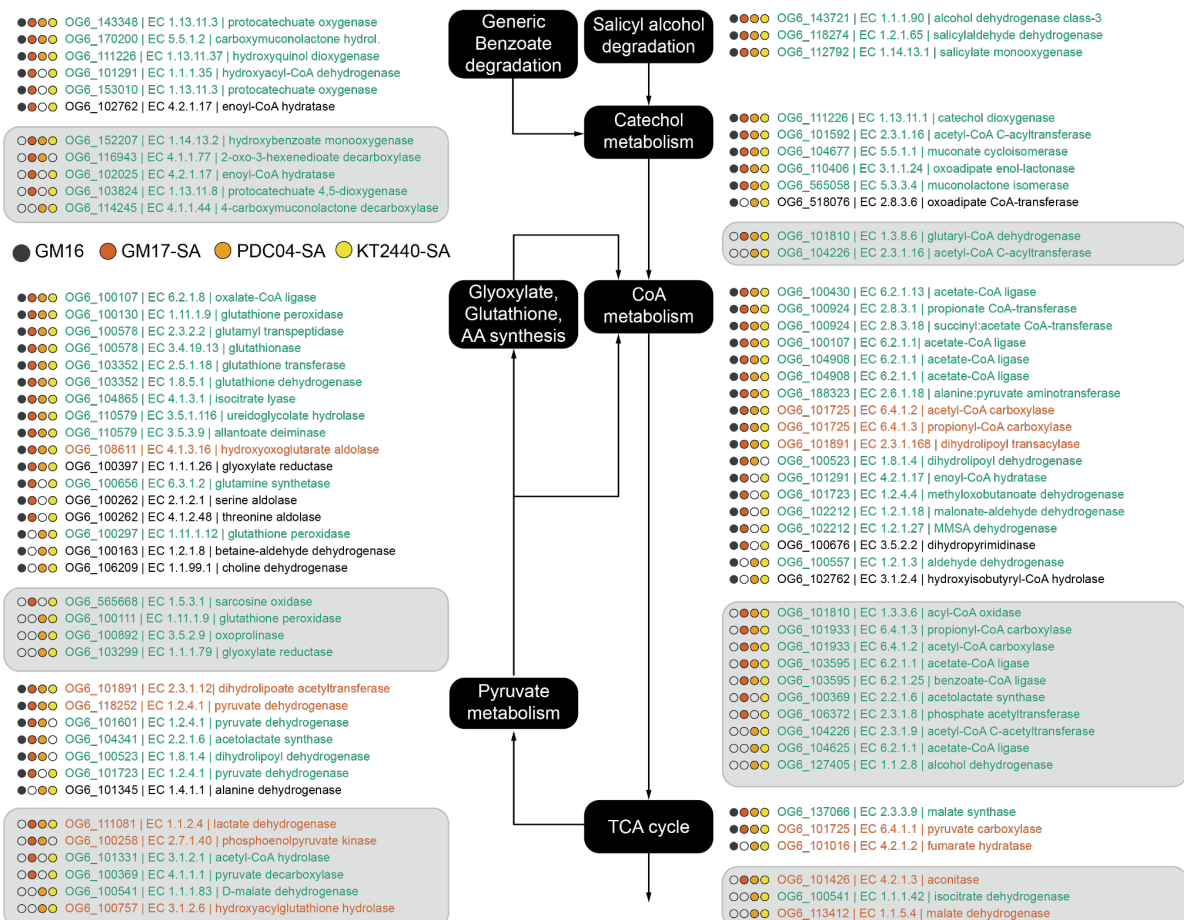 OG6_143348 | EC 1.13.11.3 | protocatechuate oxygenase
OG6_170200 | EC 5.5.1.2 | carboxymuconolactone hydrol.
OG6_111226 | EC 1.13.11.37 | hydroxyquinol dioxygenase
OG6_101291 | EC 1.1.1.35 | hydroxyacyl-CoA dehydrogenase
OG6_153010 | EC 1.13.11.3 | protocatechuate oxygenase
OG6_102762 | EC 4.2.1.17 | enoyl-CoA hydratase
OG6_152207 | EC 1.14.13.2 | hydroxybenzoate monooxygenase
OG6_116943 | EC 4.1.1.77 | 2-oxo-3-hexenedioate decarboxylase
OG6_102025 | EC 4.2.1.17 | enoyl-CoA hydratase
OG6_103824 | EC 1.13.11.8 | protocatechuate 4,5-dioxygenase
OG6_114245 | EC 4.1.1.44 | 4-carboxymuconolactone decarboxylase
Generic
Benzoate
degradation
Salicyl alcohol
degradation
Catechol
metabolism
OG6_143721 | EC 1.1.1.90 | alcohol dehydrogenase class-3
OG6_118274 | EC 1.2.1.65 | salicylaldehyde dehydrogenase
OG6_112792 | EC 1.14.13.1 | salicylate monooxygenase
OG6_111226 | EC 1.13.11.1 | catechol dioxygenase
OG6_101592 | EC 2.3.1.16 | acetyl-CoA C-acyltransferase
OG6_104677 | EC 5.5.1.1 | muconate cycloisomerase
OG6_110406 | EC 3.1.1.24 | oxoadipate enol-lactonase
OG6_565058 | EC 5.3.3.4 | muconolactone isomerase
OG6_518076 | EC 2.8.3.6 | oxoadipate CoA-transferase
OG6_101810 | EC 1.3.8.6 | glutaryl-CoA dehydrogenase
OG6_104226 | EC 2.3.1.16 | acetyl-CoA C-acyltransferase
GM16 GM17-SA PDC04-SA KT2440-SA
OG6_100107 | EC 6.2.1.8 | oxalate-CoA ligase
OG6_100130 | EC 1.11.1.9 | glutathione peroxidase
OG6_100578 | EC 2.3.2.2 | glutamyl transpeptidase
OG6_100578 | EC 3.4.19.13 | glutathionase
OG6_103352 | EC 2.5.1.18 | glutathione transferase
OG6_103352 | EC 1.8.5.1 | glutathione dehydrogenase
OG6_104865 | EC 4.1.3.1 | isocitrate lyase
OG6_110579 | EC 3.5.1.116 | ureidoglycolate hydrolase
OG6_110579 | EC 3.5.3.9 | allantoate deiminase
OG6_108611 | EC 4.1.3.16 | hydroxyoxoglutarate aldolase
OG6_100397 | EC 1.1.1.26 | glyoxylate reductase
OG6_100656 | EC 6.3.1.2 | glutamine synthetase
OG6_100262 | EC 2.1.2.1 | serine aldolase
OG6_100262 | EC 4.1.2.48 | threonine aldolase
OG6_100297 | EC 1.11.1.12 | glutathione peroxidase
OG6_100163 | EC 1.2.1.8 | betaine-aldehyde dehydrogenase
OG6_106209 | EC 1.1.99.1 | choline dehydrogenase
OG6_565668 | EC 1.5.3.1 | sarcosine oxidase
OG6_100111 | EC 1.11.1.9 | glutathione peroxidase
OG6_100892 | EC 3.5.2.9 | oxoprolinase
OG6_103299 | EC 1.1.1.79 | glyoxylate reductase
Glyoxylate,
Glutathione,
AA synthesis
CoA
metabolism
OG6_100430 | EC 6.2.1.13 | acetate-CoA ligase
OG6_100924 | EC 2.8.3.1 | propionate CoA-transferase
OG6_100924 | EC 2.8.3.18 | succinyl:acetate CoA-transferase
OG6_100107 | EC 6.2.1.1| acetate-CoA ligase
OG6_104908 | EC 6.2.1.1 | acetate-CoA ligase
OG6_104908 | EC 6.2.1.1 | acetate-CoA ligase
OG6_188323 | EC 2.6.1.18 | alanine:pyruvate aminotransferase
OG6_101725 | EC 6.4.1.2 | acetyl-CoA carboxylase
OG6_101725 | EC 6.4.1.3 | propionyl-CoA carboxylase
OG6_101891 | EC 2.3.1.168 | dihydrolipoyl transacylase
OG6_100523 | EC 1.8.1.4 | dihydrolipoyl dehydrogenase
OG6_101291 | EC 4.2.1.17 | enoyl-CoA hydratase
OG6_101723 | EC 1.2.4.4 | methyloxobutanoate dehydrogenase
OG6_102212 | EC 1.2.1.18 | malonate-aldehyde dehydrogenase
OG6_102212 | EC 1.2.1.27 | MMSA dehydrogenase
OG6_100676 | EC 3.5.2.2 | dihydropyrimidinase
OG6_100557 | EC 1.2.1.3 | aldehyde dehydrogenase
OG6_102762 | EC 3.1.2.4 | hydroxyisobutyryl-CoA hydrolase
OG6_101810 | EC 1.3.3.6 | acyl-CoA oxidase
OG6_101933 | EC 6.4.1.3 | propionyl-CoA carboxylase
OG6_101933 | EC 6.4.1.2 | acetyl-CoA carboxylase
OG6_103595 | EC 6.2.1.1 | acetate-CoA ligase
OG6_103595 | EC 6.2.1.25 | benzoate-CoA ligase
OG6_100369 | EC 2.2.1.6 | acetolactate synthase
OG6_106372 | EC 2.3.1.8 | phosphate acetyltransferase
OG6_104226 | EC 2.3.1.9 | acetyl-CoA C-acetyltransferase
OG6_104625 | EC 6.2.1.1 | acetate-CoA ligase
OG6_127405 | EC 1.1.2.8 | alcohol dehydrogenase
OG6_101891 | EC 2.3.1.12| dihydrolipoate acetyltransferase
OG6_118252 | EC 1.2.4.1 | pyruvate dehydrogenase
OG6_101601 | EC 1.2.4.1 | pyruvate dehydrogenase
OG6_104341 | EC 2.2.1.6 | acetolactate synthase
OG6_100523 | EC 1.8.1.4 | dihydrolipoyl dehydrogenase
OG6_101723 | EC 1.2.4.1 | pyruvate dehydrogenase
OG6_101345 | EC 1.4.1.1 | alanine dehydrogenase
OG6_111081 | EC 1.1.2.4 | lactate dehydrogenase
OG6_100258 | EC 2.7.1.40 | phosphoenolpyruvate kinase
OG6_101331 | EC 3.1.2.1 | acetyl-CoA hydrolase
OG6_100369 | EC 4.1.1.1 | pyruvate decarboxylase
OG6_100541 | EC 1.1.1.83 | D-malate dehydrogenase
OG6_100757 | EC 3.1.2.6 | hydroxyacylglutathione hydrolase
Pyruvate
metabolism
TCA cycle
OG6_137066 | EC 2.3.3.9 | malate synthase
OG6_101725 | EC 6.4.1.1 | pyruvate carboxylase
OG6_101016 | EC 4.2.1.2 | fumarate hydratase
OG6_101426 | EC 4.2.1.3 | aconitase
OG6_100541 | EC 1.1.1.42 | isocitrate dehydrogenase
OG6_113412 | EC 1.1.5.4 | malate dehydrogenase